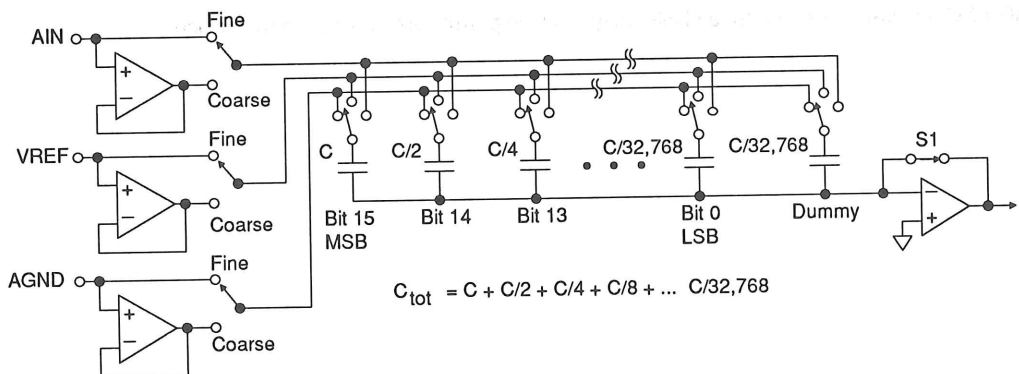 AIN
Fine
+
−
Coarse
VREF
Fine
+
−
Coarse
AGND
Fine
+
−
Coarse
C
C/2
C/4
C/32,768
C/32,768
S1
−
+
Bit 15
MSB
Bit 14
Bit 13
Bit 0
LSB
Dummy
Ctot = C + C/2 + C/4 + C/8 + ... C/32,768